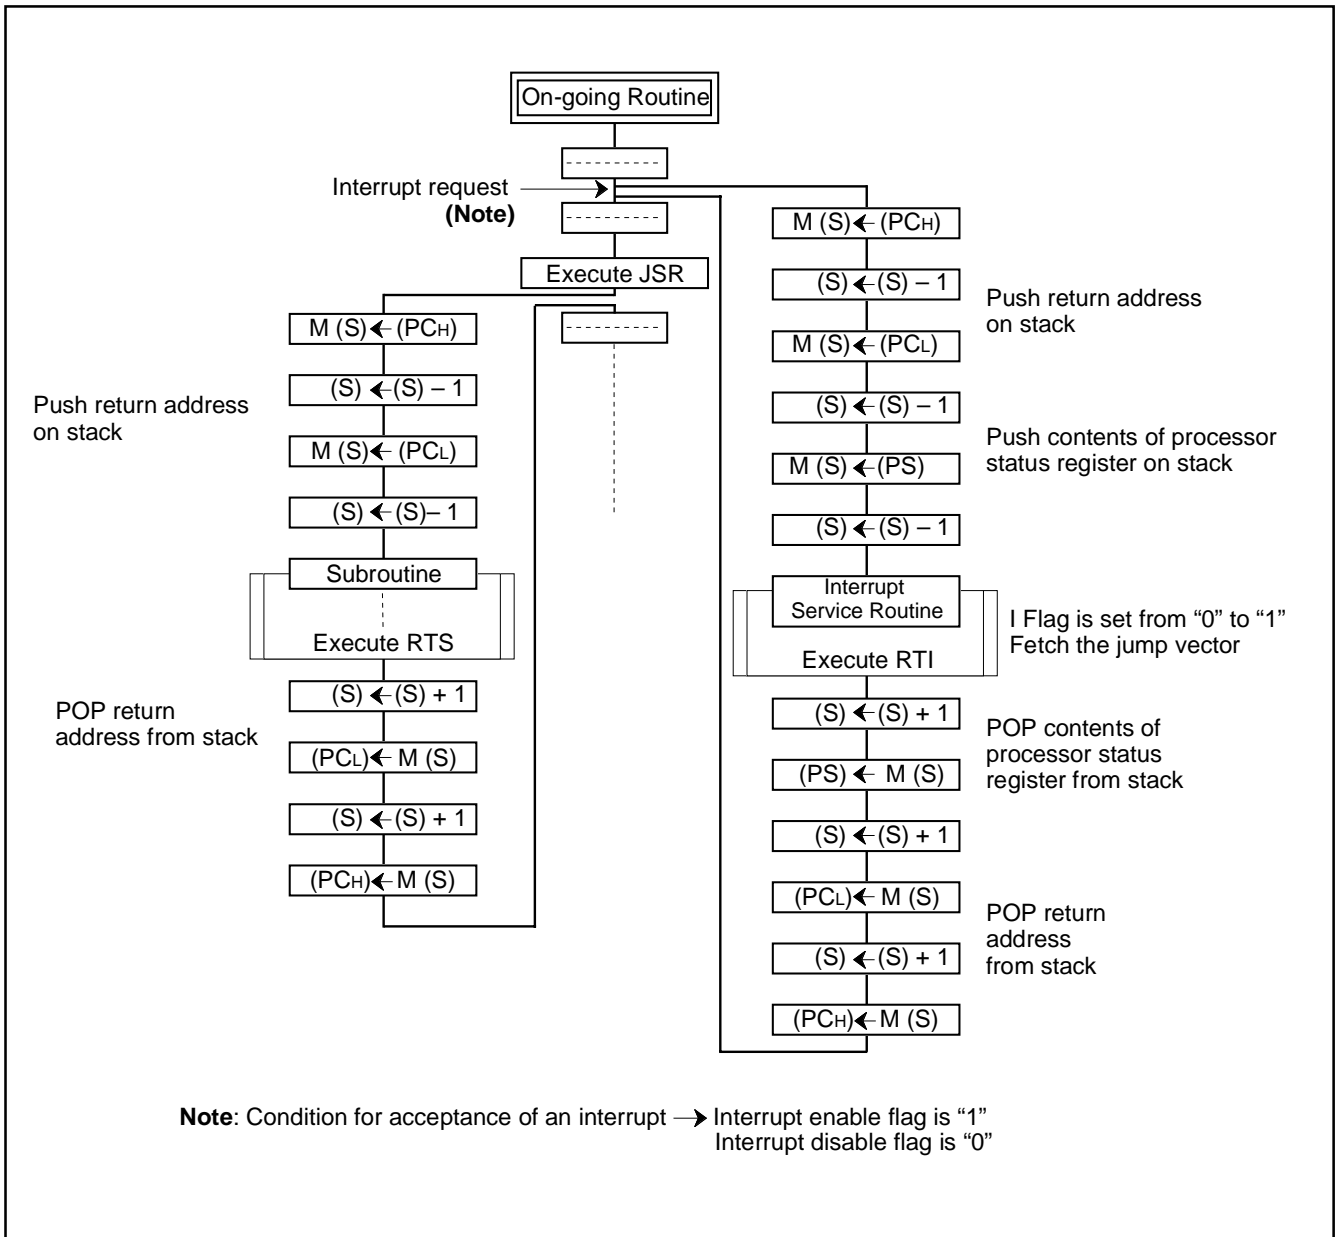 On-going Routine
Interrupt request
(Note)
Execute JSR
M (S) ← (PCH)
(S) ← (S) – 1
M (S) ← (PCL)
(S) ← (S)– 1
Push return address
on stack
Subroutine
Execute RTS
POP return
address from stack
(S) ← (S) + 1
(PCL) ← M (S)
(S) ← (S) + 1
(PCH) ← M (S)
M (S) ← (PCH)
(S) ← (S) – 1
M (S) ← (PCL)
(S) ← (S) – 1
Push return address
on stack
M (S) ← (PS)
(S) ← (S) – 1
Push contents of processor
status register on stack
Interrupt
Service Routine
Execute RTI
I Flag is set from “0” to “1”
Fetch the jump vector
(S) ← (S) + 1
(PS) ← M (S)
POP contents of
processor status
register from stack
(S) ← (S) + 1
(PCL) ← M (S)
(S) ← (S) + 1
(PCH) ← M (S)
POP return
address
from stack
Note: Condition for acceptance of an interrupt → Interrupt enable flag is “1”
Interrupt disable flag is “0”